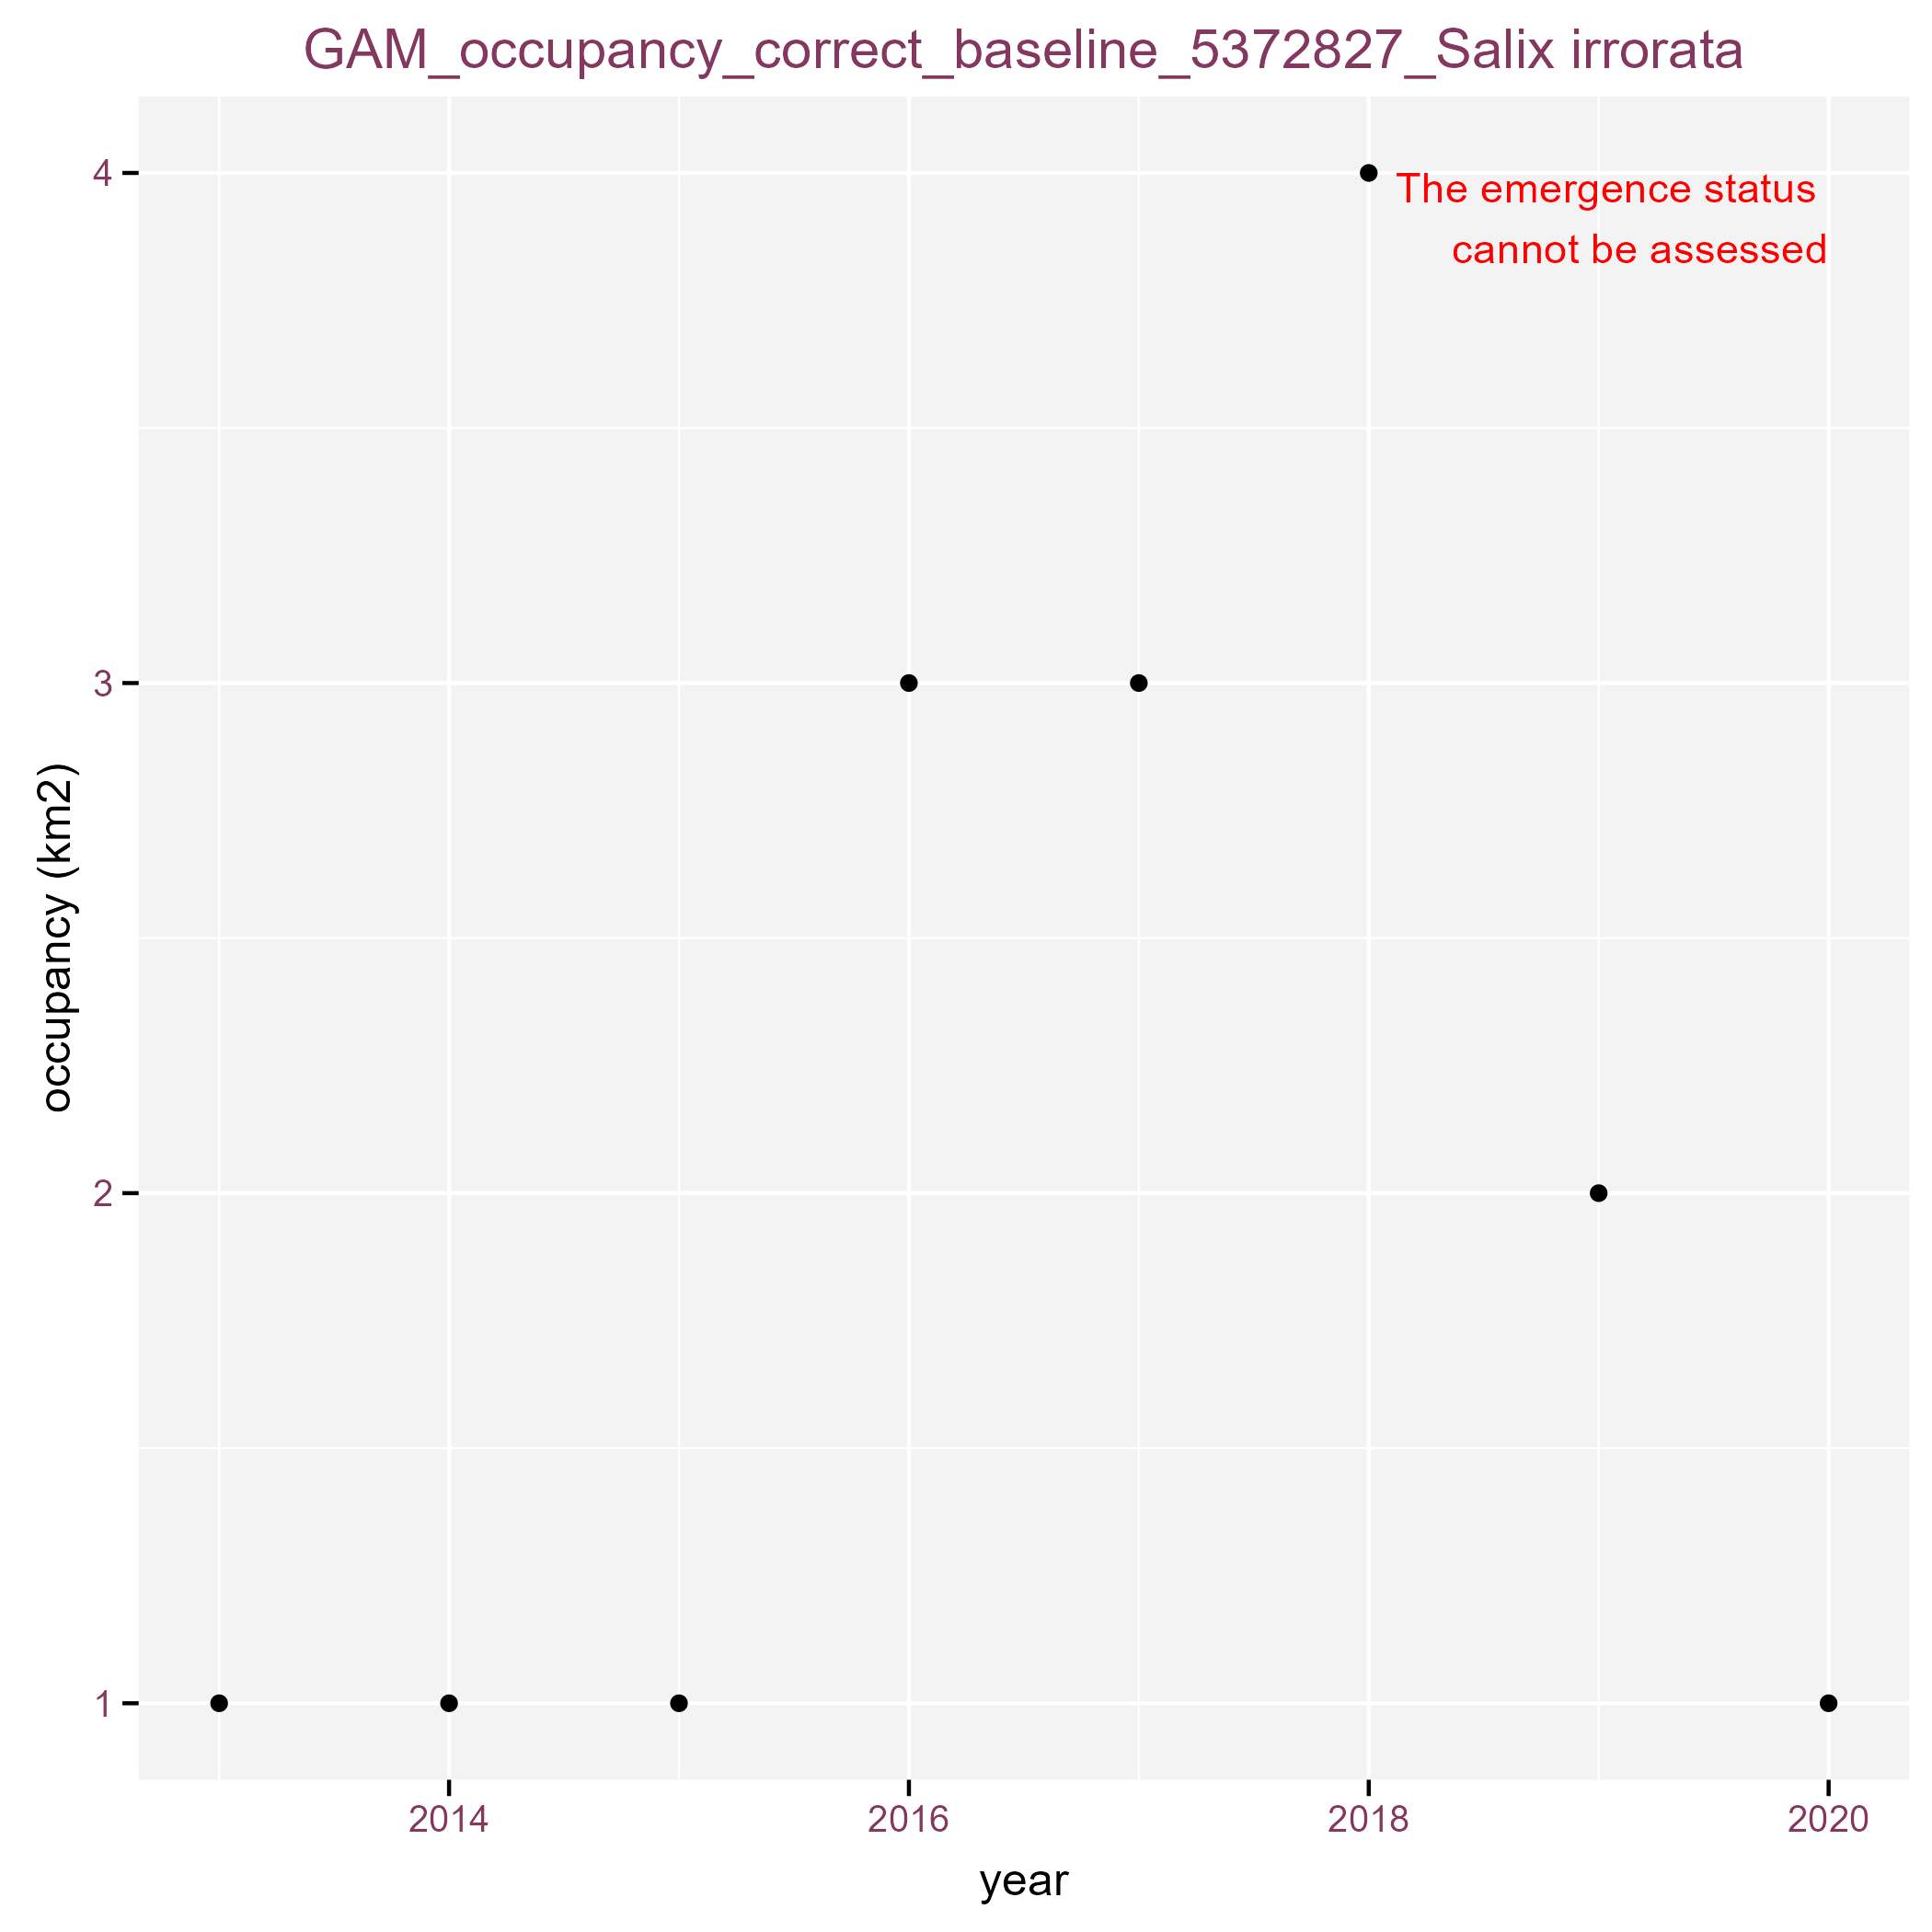 GAM_occupancy_correct_baseline_5372827_Salix irrorata
The emergence status
cannot be assessed
4
3
2
1
occupancy (km2)
2014
2016
2018
2020
year